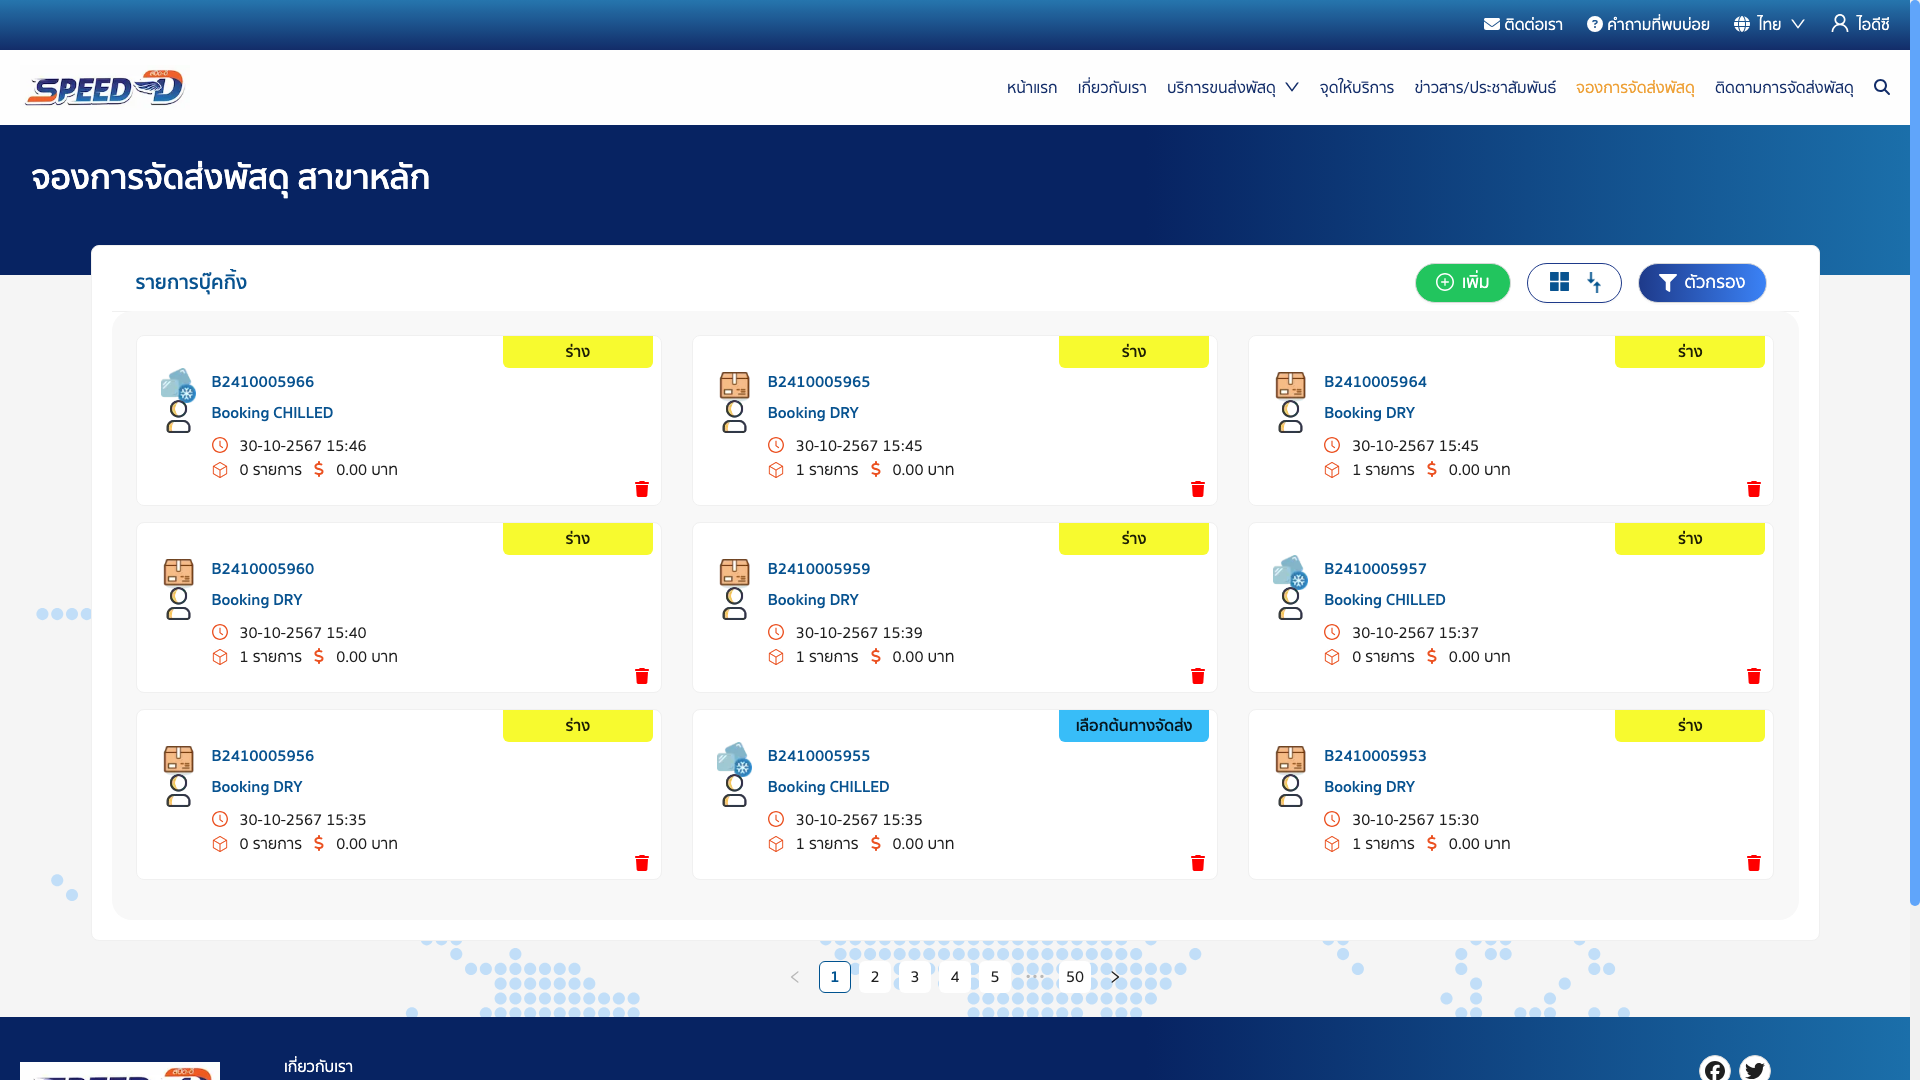 ติดต่อเรา คำถามที่พบบ่อย ไทย ไอดีซี
SPEED-D
หน้าแรก เกี่ยวกับเรา บริการขนส่งพัสดุ จุดให้บริการ ข่าวสาร/ประชาสัมพันธ์ จองการจัดส่งพัสดุ ติดตามการจัดส่งพัสดุ
จองการจัดส่งพัสดุ สาขาหลัก
รายการบุ๊คกิ้ง
เพิ่ม
ตัวกรอง
ร่าง
B2410005966
Booking CHILLED
30-10-2567 15:46
0 รายการ $ 0.00 บาท
ร่าง
B2410005965
Booking DRY
30-10-2567 15:45
1 รายการ $ 0.00 บาท
ร่าง
B2410005964
Booking DRY
30-10-2567 15:45
1 รายการ $ 0.00 บาท
ร่าง
B2410005960
Booking DRY
30-10-2567 15:40
1 รายการ $ 0.00 บาท
ร่าง
B2410005959
Booking DRY
30-10-2567 15:39
1 รายการ $ 0.00 บาท
ร่าง
B2410005957
Booking CHILLED
30-10-2567 15:37
0 รายการ $ 0.00 บาท
ร่าง
B2410005956
Booking DRY
30-10-2567 15:35
0 รายการ $ 0.00 บาท
เลือกต้นทางจัดส่ง
B2410005955
Booking CHILLED
30-10-2567 15:35
1 รายการ $ 0.00 บาท
ร่าง
B2410005953
Booking DRY
30-10-2567 15:30
1 รายการ $ 0.00 บาท
1 2 3 4 5 ••• 50
เกี่ยวกับเรา